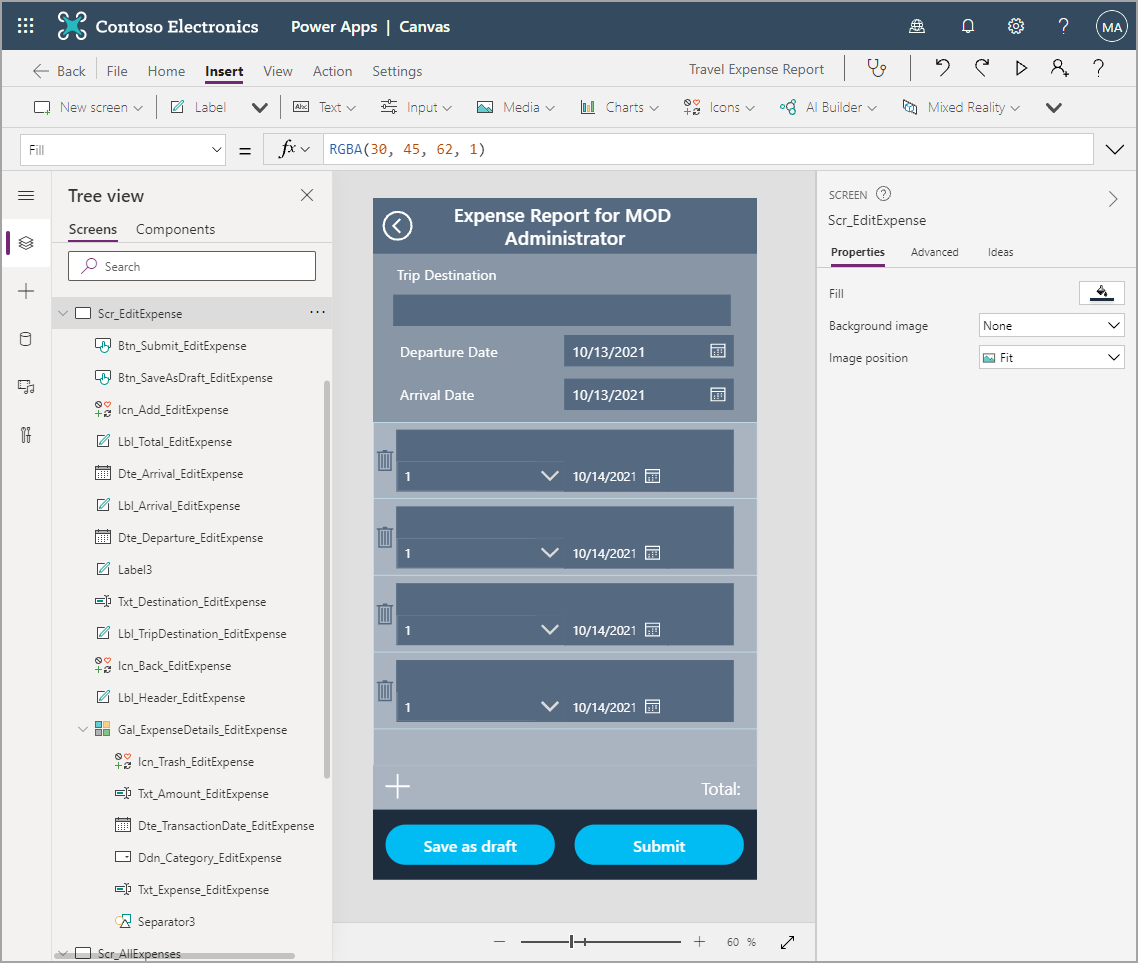 Contoso Electronics Power Apps | Canvas MA
Back File Home Insert View Action Settings Travel Expense Report ?
New screen Label Abc Text Input Media Charts Icons AI Builder Mixed Reality
Fill = fx RGBA(30, 45, 62, 1)
Tree view
Screens Components
Search
Scr_EditExpense ...
Btn_Submit_EditExpense
Btn_SaveAsDraft_EditExpense
Icn_Add_EditExpense
Lbl_Total_EditExpense
Dte_Arrival_EditExpense
Lbl_Arrival_EditExpense
Dte_Departure_EditExpense
Label3
Txt_Destination_EditExpense
Lbl_TripDestination_EditExpense
Icn_Back_EditExpense
Lbl_Header_EditExpense
Gal_ExpenseDetails_EditExpense
Icn_Trash_EditExpense
Txt_Amount_EditExpense
Dte_TransactionDate_EditExpense
Ddn_Category_EditExpense
Txt_Expense_EditExpense
Separator3
Scr_AllExpenses
Expense Report for MOD
Administrator
Trip Destination
Departure Date 10/13/2021
Arrival Date 10/13/2021
1 10/14/2021
1 10/14/2021
1 10/14/2021
1 10/14/2021
Total:
Save as draft Submit
60 %
SCREEN ?
Scr_EditExpense
Properties Advanced Ideas
Fill
Background image None
Image position Fit